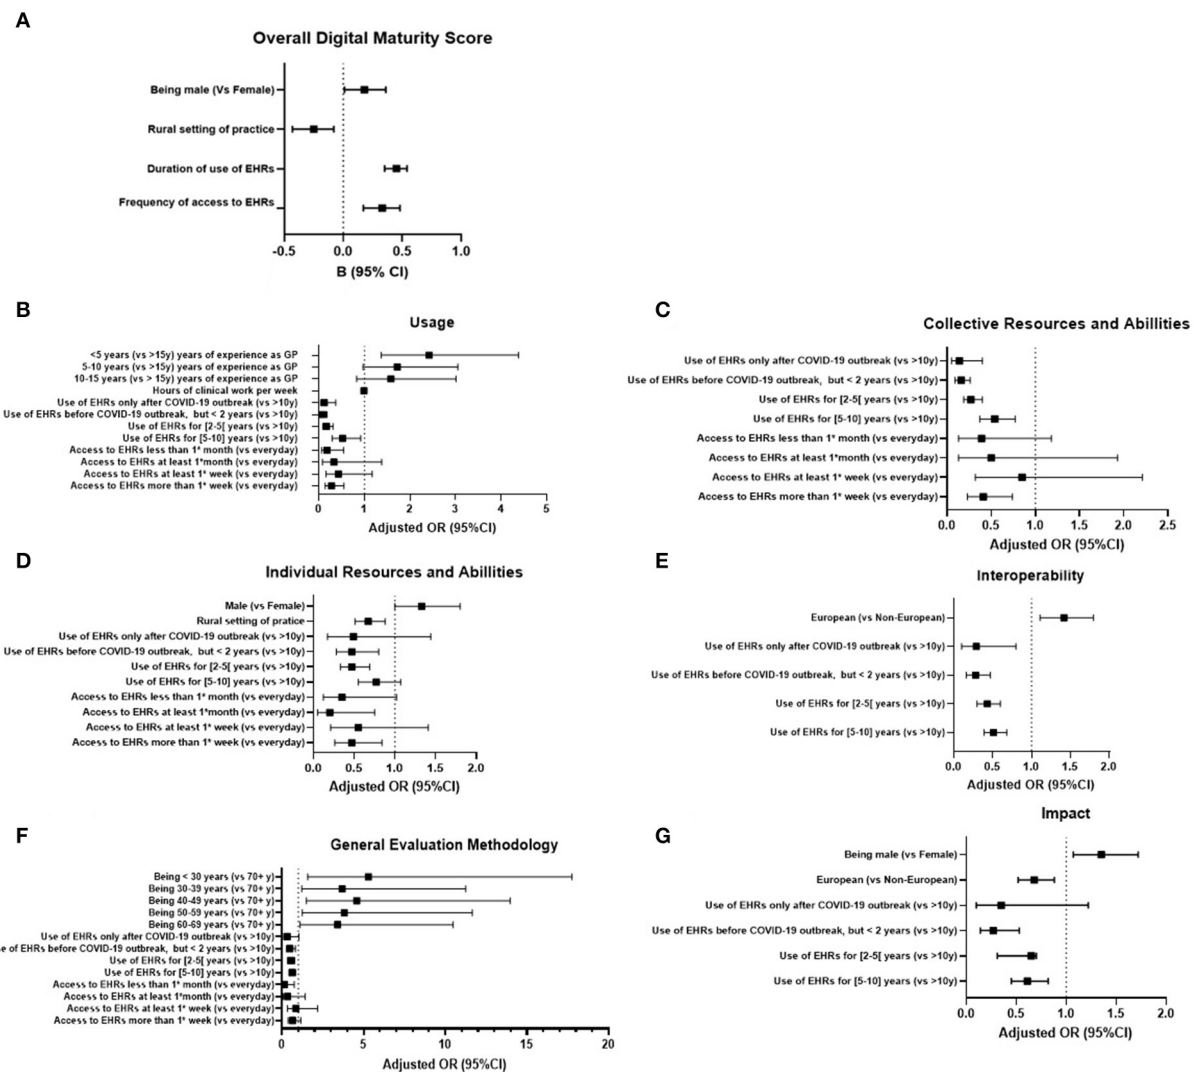 A
Overall Digital Maturity Score
Being male (Vs Female)
Rural setting of practice
Duration of use of EHRs
Frequency of access to EHRs
-0.5 0.0 0.5 1.0
B (95% CI)
B
Usage
<5 years (vs >15y) years of experience as GP
5-10 years (vs >15y) years of experience as GP
10-15 years (vs > 15y) years of experience as GP
Hours of clinical work per week
Use of EHRs only after COVID-19 outbreak (vs >10y)
Use of EHRs before COVID-19 outbreak, but < 2 years (vs >10y)
Use of EHRs for [2-5[ years (vs >10y)
Use of EHRs for [5-10] years (vs >10y)
Access to EHRs less than 1* month (vs everyday)
Access to EHRs at least 1*month (vs everyday)
Access to EHRs at least 1* week (vs everyday)
Access to EHRs more than 1* week (vs everyday)
0 1 2 3 4 5
Adjusted OR (95%CI)
C
Collective Resources and Abillities
Use of EHRs only after COVID-19 outbreak (vs >10y)
Use of EHRs before COVID-19 outbreak, but < 2 years (vs >10y)
Use of EHRs for [2-5[ years (vs >10y)
Use of EHRs for [5-10] years (vs >10y)
Access to EHRs less than 1* month (vs everyday)
Access to EHRs at least 1*month (vs everyday)
Access to EHRs at least 1* week (vs everyday)
Access to EHRs more than 1* week (vs everyday)
0.0 0.5 1.0 1.5 2.0 2.5
Adjusted OR (95%CI)
D
Individual Resources and Abillities
Male (vs Female)
Rural setting of pratice
Use of EHRs only after COVID-19 outbreak (vs >10y)
Use of EHRs before COVID-19 outbreak, but < 2 years (vs >10y)
Use of EHRs for [2-5[ years (vs >10y)
Use of EHRs for [5-10] years (vs >10y)
Access to EHRs less than 1* month (vs everyday)
Access to EHRs at least 1*month (vs everyday)
Access to EHRs at least 1* week (vs everyday)
Access to EHRs more than 1* week (vs everyday)
0.0 0.5 1.0 1.5 2.0
Adjusted OR (95%CI)
E
Interoperability
European (vs Non-European)
Use of EHRs only after COVID-19 outbreak (vs >10y)
Use of EHRs before COVID-19 outbreak, but < 2 years (vs >10y)
Use of EHRs for [2-5[ years (vs >10y)
Use of EHRs for [5-10] years (vs >10y)
0.0 0.5 1.0 1.5 2.0
Adjusted OR (95%CI)
F
General Evaluation Methodology
Being < 30 years (vs 70+ y)
Being 30-39 years (vs 70+ y)
Being 40-49 years (vs 70+ y)
Being 50-59 years (vs 70+ y)
Being 60-69 years (vs 70+ y)
Use of EHRs only after COVID-19 outbreak (vs >10y)
e of EHRs before COVID-19 outbreak, but < 2 years (vs >10y)
Use of EHRs for [2-5[ years (vs >10y)
Use of EHRs for [5-10] years (vs >10y)
Access to EHRs less than 1* month (vs everyday)
Access to EHRs at least 1*month (vs everyday)
Access to EHRs at least 1* week (vs everyday)
Access to EHRs more than 1* week (vs everyday)
0 5 10 15 20
Adjusted OR (95%CI)
G
Impact
Being male (vs Female)
European (vs Non-European)
Use of EHRs only after COVID-19 outbreak (vs >10y)
Use of EHRs before COVID-19 outbreak, but < 2 years (vs >10y)
Use of EHRs for [2-5[ years (vs >10y)
Use of EHRs for [5-10] years (vs >10y)
0.0 0.5 1.0 1.5 2.0
Adjusted OR (95%CI)